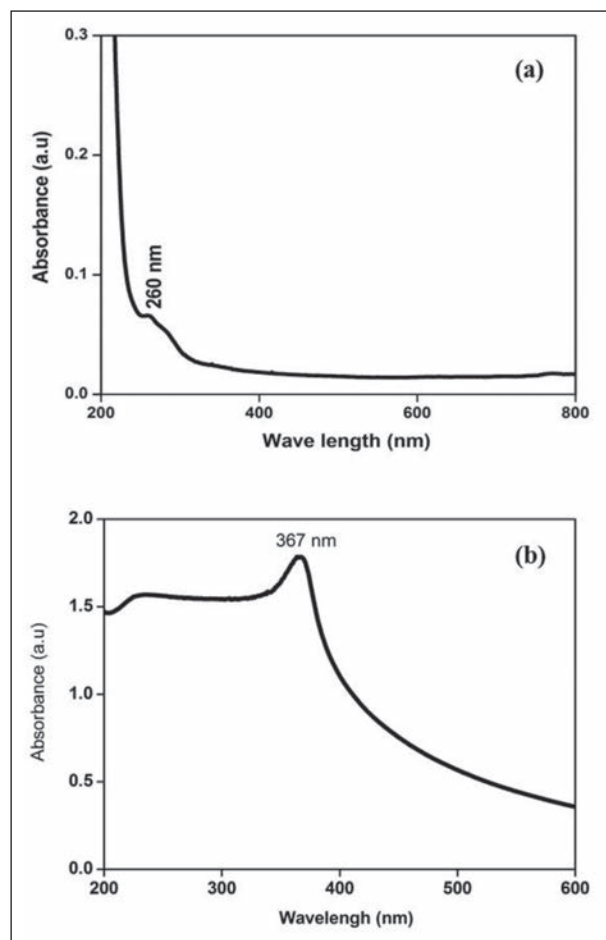 (a)
0.3
0.2
0.1
0.0
Absorbance (a.u)
260 nm
200
400
600
800
Wave length (nm)
(b)
367 nm
2.0
1.5
1.0
0.5
0.0
Absorbance (a.u)
200
300
400
500
600
Wavelengh (nm)